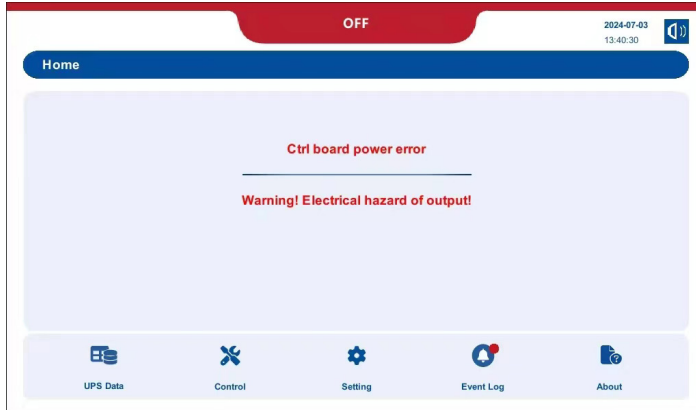 OFF
2024-07-03
13:40:30
Home
Ctrl board power error
Warning! Electrical hazard of output!
UPS Data
Control
Setting
Event Log
About